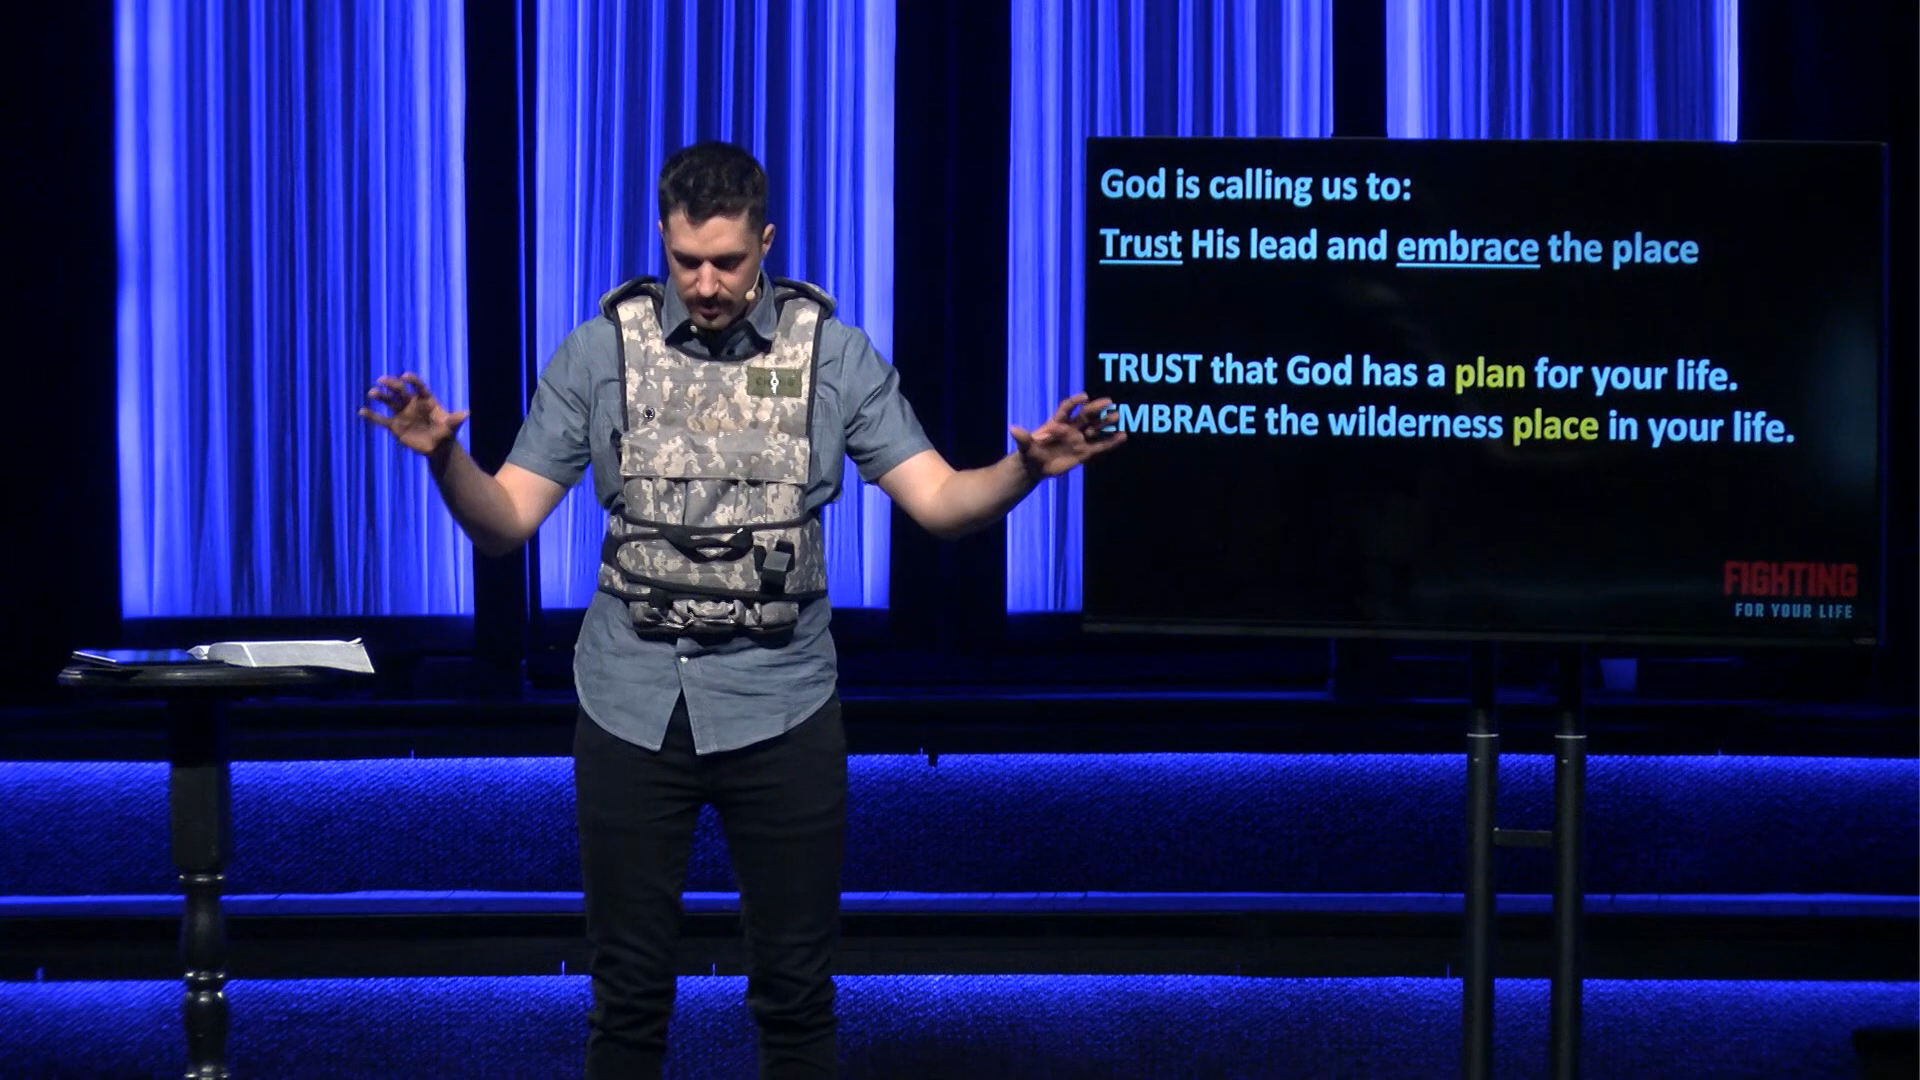 God is calling us to:
Trust His lead and embrace the place
TRUST that God has a plan for your life.
EMBRACE the wilderness place in your life.
FIGHTING
FOR YOUR LIFE